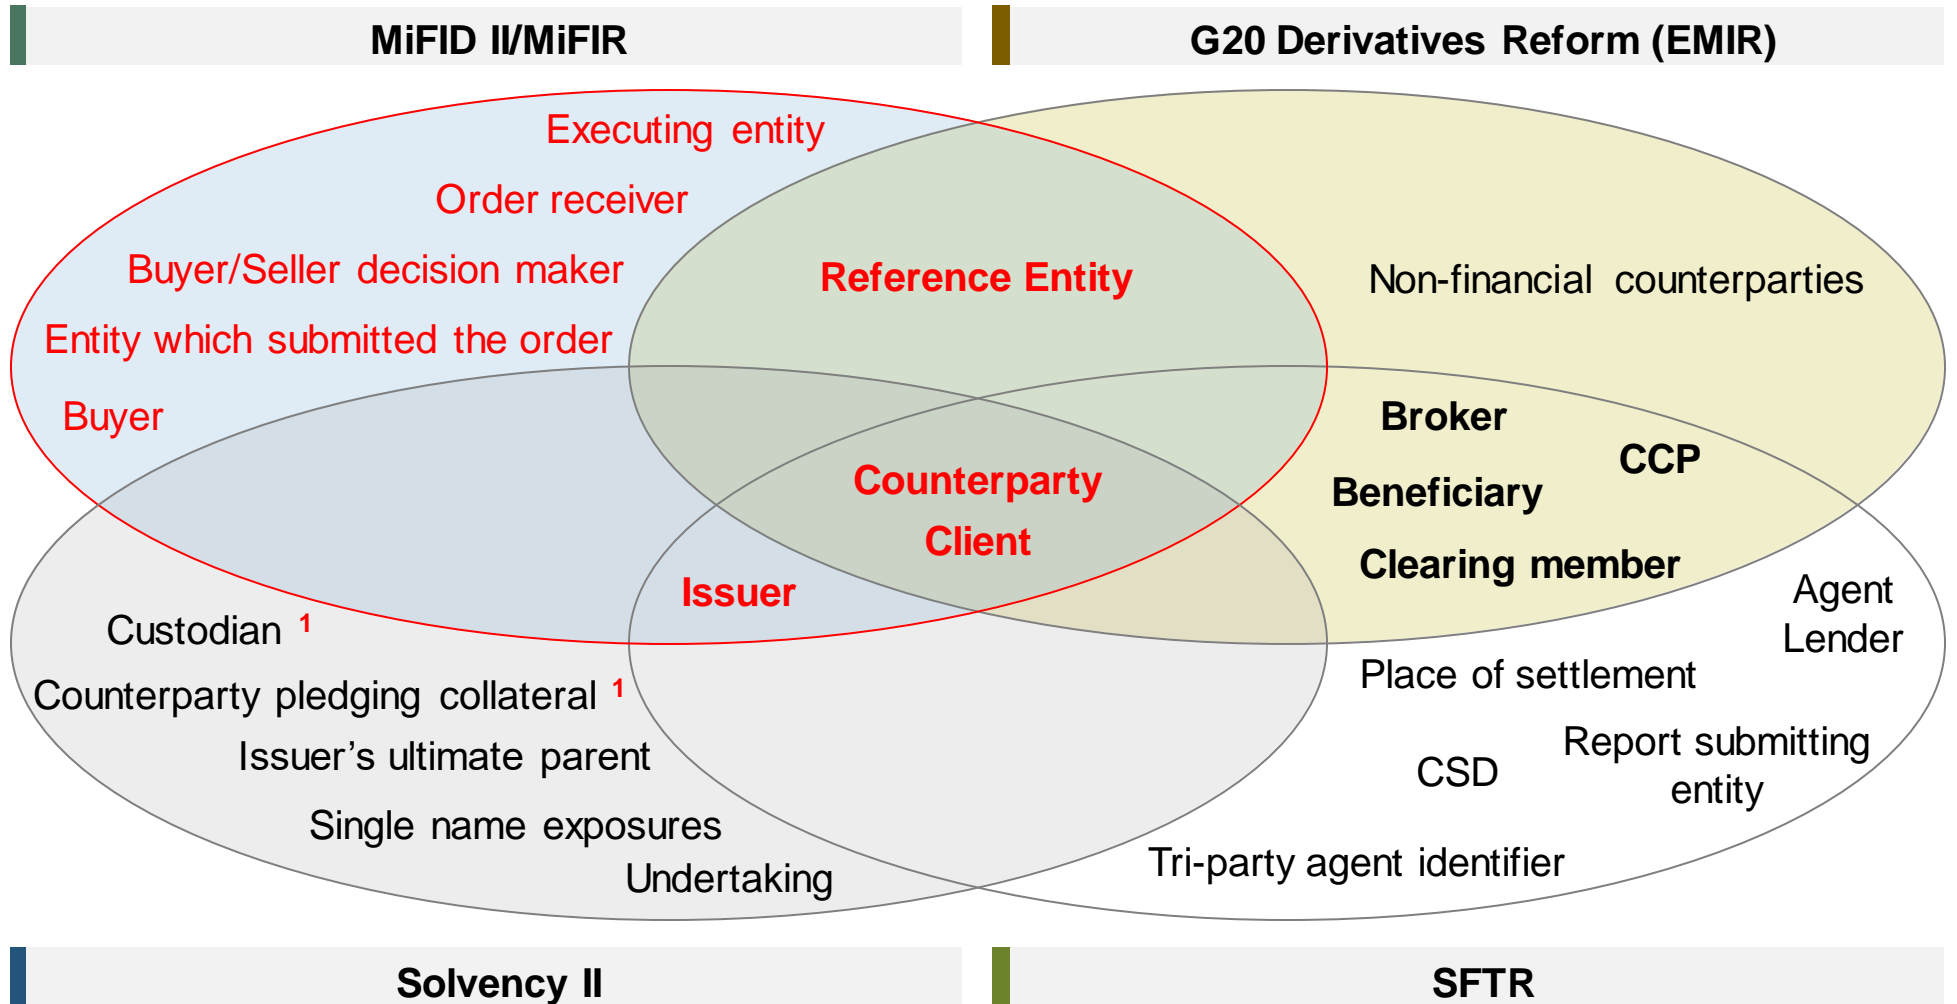 MiFID II/MiFIR
G20 Derivatives Reform (EMIR)
Executing entity
Order receiver
Buyer/Seller decision maker
Entity which submitted the order
Buyer
Reference Entity
Non-financial counterparties
Broker
CCP
Beneficiary
Clearing member
Counterparty
Client
Issuer
Custodian 1
Counterparty pledging collateral 1
Issuer’s ultimate parent
Single name exposures
Undertaking
Agent
Lender
Place of settlement
Report submitting
entity
CSD
Tri-party agent identifier
Solvency II
SFTR